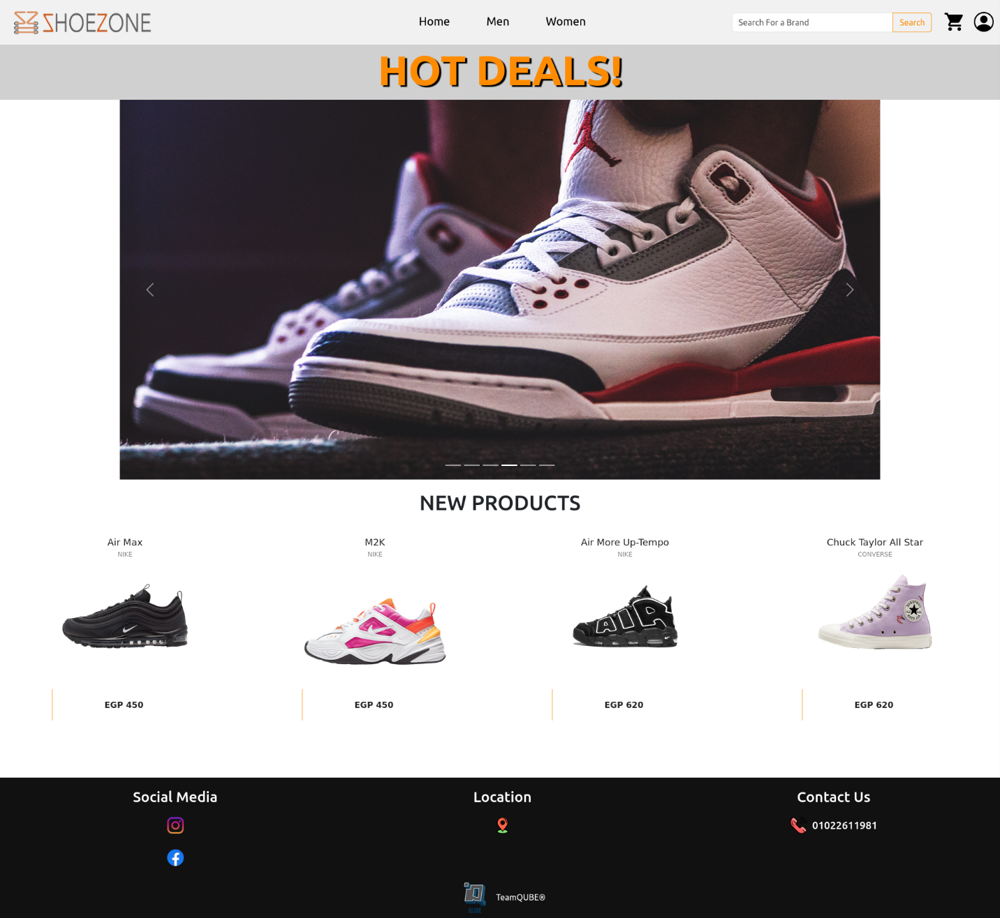 SHOEZONE
Home Men Women
Search For a Brand Search
HOT DEALS!
NEW PRODUCTS
Air Max
NIKE
EGP 450
M2K
NIKE
EGP 450
Air More Up-Tempo
NIKE
AIR
EGP 620
Chuck Taylor All Star
CONVERSE
EGP 620
Social Media
Location
Contact Us
01022611981
QUBE
TeamQUBE®